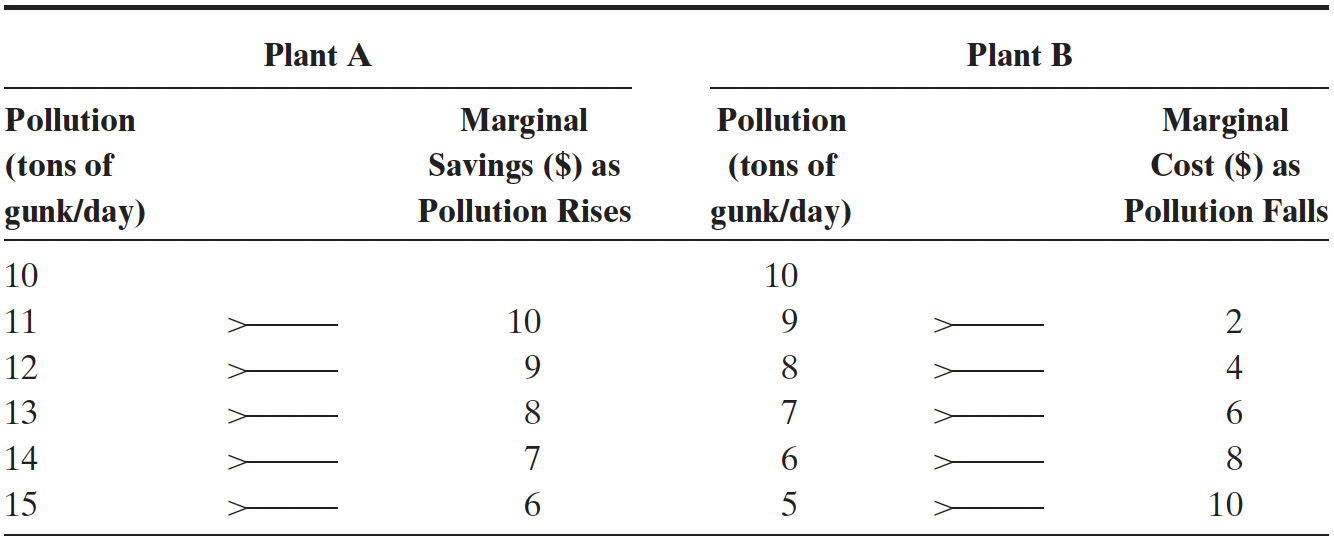 Plant A Plant B
Pollution Marginal Pollution Marginal
(tons of Savings ($) as (tons of Cost ($) as
gunk/day) Pollution Rises gunk/day) Pollution Falls
10 10
11 10 9 2
12 9 8 4
13 8 7 6
14 7 6 8
15 6 5 10